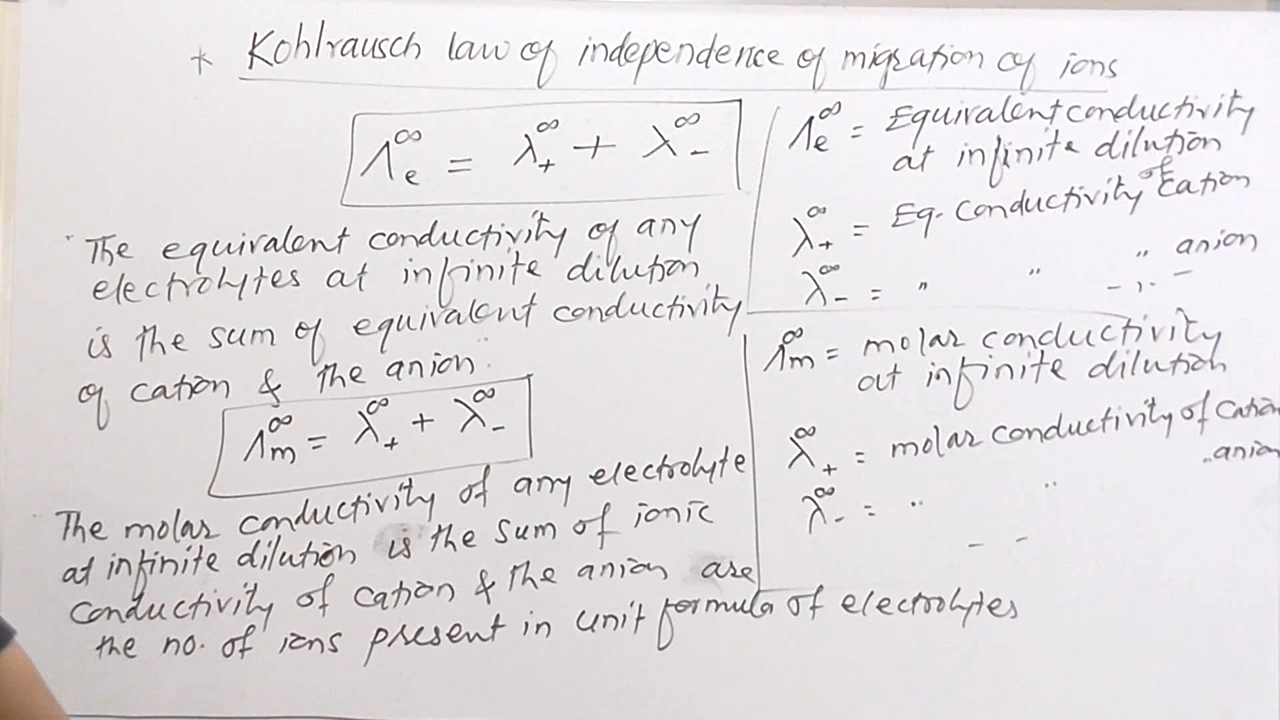 * Kohlrausch law of independence of migration of ions
Λ∞e = λ∞+ + λ∞-
The equivalent conductivity of any
electrolytes at infinite dilution
is the sum of equivalent conductivity
of cation & the anion.
Λ∞m = λ∞+ + λ∞-
The molar conductivity of any electrolyte
at infinite dilution is the sum of ionic
conductivity of cation & the anion are
the no. of ions present in unit formula of electrolytes
Λ∞e = Equivalent conductivity
at infinite dilution
λ∞+ = Eq. conductivity of cation
λ∞- = " " " anion
Λ∞m = molar conductivity
at infinite dilution
λ∞+ = molar conductivity of cation
λ∞- = " " " anion